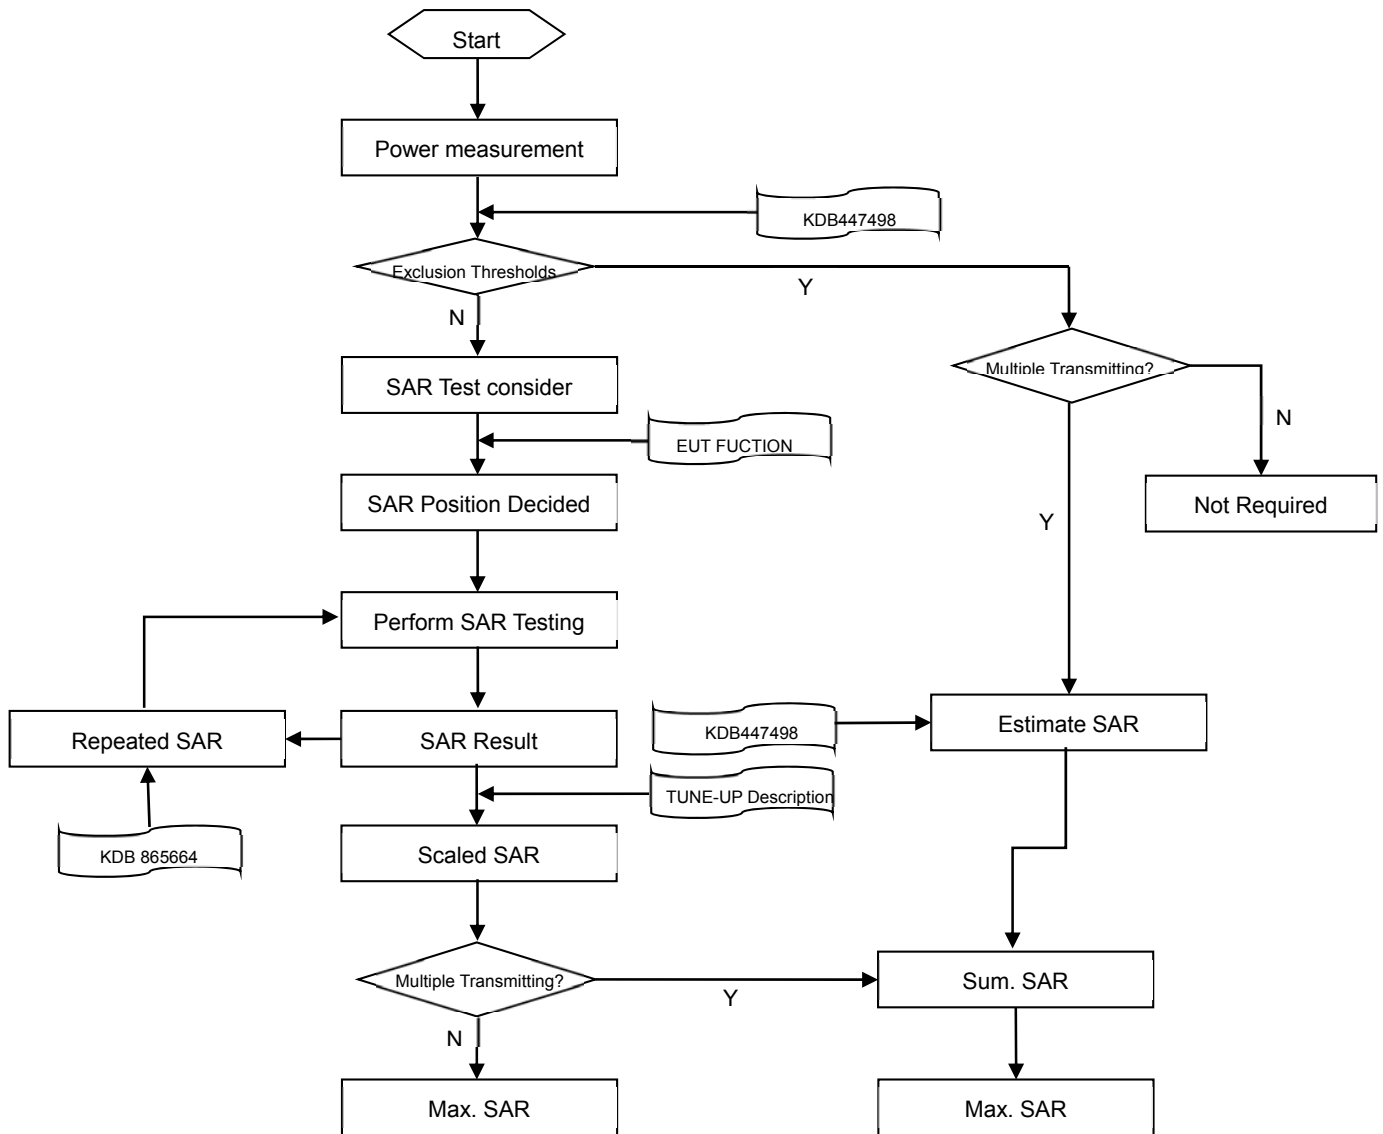 Start
Power measurement
KDB447498
Exclusion Thresholds
Y
N
Multiple Transmitting?
SAR Test consider
N
EUT FUCTION
SAR Position Decided
Not Required
Y
Perform SAR Testing
Repeated SAR
SAR Result
KDB447498
Estimate SAR
TUNE-UP Description
KDB 865664
Scaled SAR
Multiple Transmitting?
Y
Sum. SAR
N
Max. SAR
Max. SAR